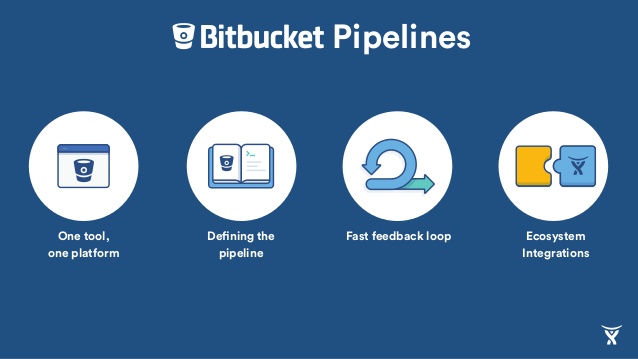 Bitbucket Pipelines
One tool,
one platform
Defining the
pipeline
Fast feedback loop
Ecosystem
Integrations